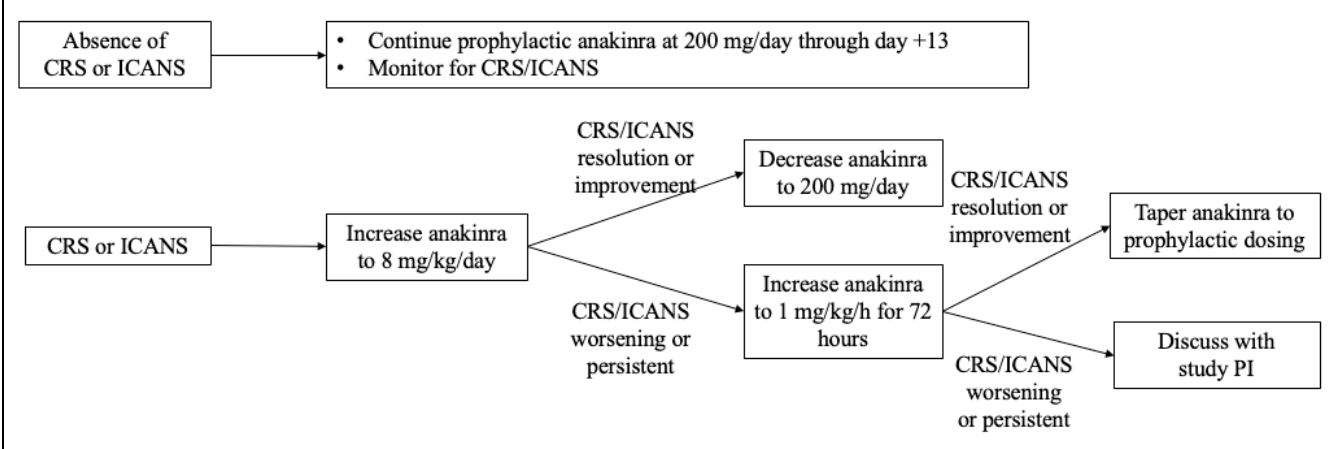 Absence of
CRS or ICANS
• Continue prophylactic anakinra at 200 mg/day through day +13
• Monitor for CRS/ICANS
CRS or ICANS
Increase anakinra
to 8 mg/kg/day
CRS/ICANS
resolution or
improvement
Decrease anakinra
to 200 mg/day
CRS/ICANS
worsening or
persistent
Increase anakinra
to 1 mg/kg/h for 72
hours
CRS/ICANS
resolution or
improvement
Taper anakinra to
prophylactic dosing
CRS/ICANS
worsening
or persistent
Discuss with
study PI